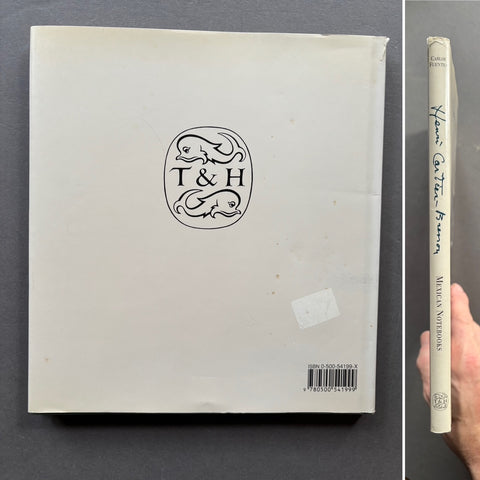 T & H
ISBN 0-500-54199-X
9 780500 541999
CARLOS
FUENTES
Henri Cartier-Bresson
MEXICAN NOTEBOOKS